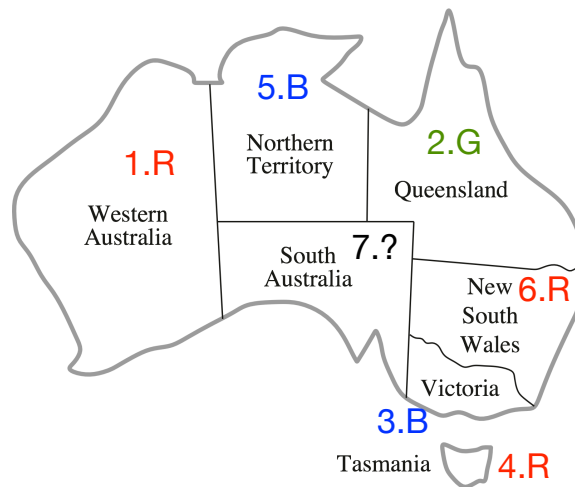 5.B
Northern
Territory
1.R
Western
Australia
2.G
Queensland
7.?
South
Australia
6.R
New
South
Wales
Victoria
3.B
Tasmania
4.R